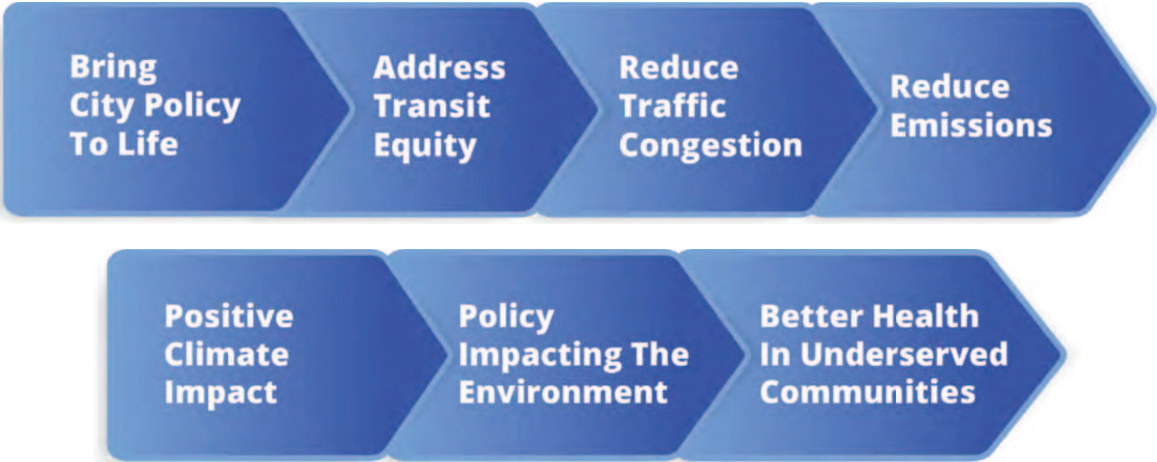 Bring
City Policy
To Life
Address
Transit
Equity
Reduce
Traffic
Congestion
Reduce
Emissions
Positive
Climate
Impact
Policy
Impacting The
Environment
Better Health
In Underserved
Communities